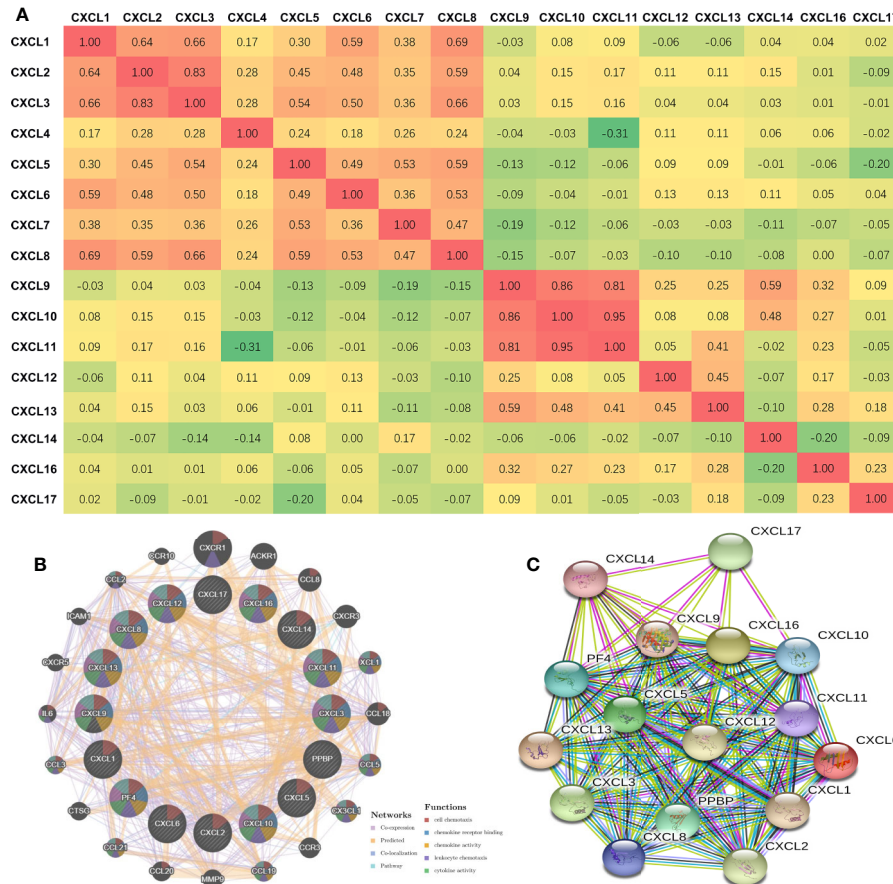 A
CXCL1 CXCL2 CXCL3 CXCL4 CXCL5 CXCL6 CXCL7 CXCL8 CXCL9 CXCL10 CXCL11 CXCL12 CXCL13 CXCL14 CXCL16 CXCL17
CXCL1 1.00 0.64 0.66 0.17 0.30 0.59 0.38 0.69 -0.03 0.08 0.09 -0.06 -0.06 0.04 0.04 0.02
CXCL2 0.64 1.00 0.83 0.28 0.45 0.48 0.35 0.59 0.04 0.15 0.17 0.11 0.11 0.15 0.01 -0.09
CXCL3 0.66 0.83 1.00 0.28 0.54 0.50 0.36 0.66 0.03 0.15 0.16 0.04 0.04 0.03 0.01 -0.01
CXCL4 0.17 0.28 0.28 1.00 0.24 0.18 0.26 0.24 -0.04 -0.03 -0.31 0.11 0.11 0.06 0.06 -0.02
CXCL5 0.30 0.45 0.54 0.24 1.00 0.49 0.53 0.59 -0.13 -0.12 -0.06 0.09 0.09 -0.01 -0.06 -0.20
CXCL6 0.59 0.48 0.50 0.18 0.49 1.00 0.36 0.53 -0.09 -0.04 -0.01 0.13 0.13 0.11 0.05 0.04
CXCL7 0.38 0.35 0.36 0.26 0.53 0.36 1.00 0.47 -0.19 -0.12 -0.06 -0.03 -0.03 -0.11 -0.07 -0.05
CXCL8 0.69 0.59 0.66 0.24 0.59 0.53 0.47 1.00 -0.15 -0.07 -0.03 -0.10 -0.10 -0.08 0.00 -0.07
CXCL9 -0.03 0.04 0.03 -0.04 -0.13 -0.09 -0.19 -0.15 1.00 0.86 0.81 0.25 0.25 0.59 0.32 0.09
CXCL10 0.08 0.15 0.15 -0.03 -0.12 -0.04 -0.12 -0.07 0.86 1.00 0.95 0.08 0.08 0.48 0.27 0.01
CXCL11 0.09 0.17 0.16 -0.31 -0.06 -0.01 -0.06 -0.03 0.81 0.95 1.00 0.05 0.41 -0.02 0.23 -0.05
CXCL12 -0.06 0.11 0.04 0.11 0.09 0.13 -0.03 -0.10 0.25 0.08 0.05 1.00 0.45 -0.07 0.17 -0.03
CXCL13 0.04 0.15 0.03 0.06 -0.01 0.11 -0.11 -0.08 0.59 0.48 0.41 0.45 1.00 -0.10 0.28 0.18
CXCL14 -0.04 -0.07 -0.14 -0.14 0.08 0.00 0.17 -0.02 -0.06 -0.06 -0.02 -0.07 -0.10 1.00 -0.20 -0.09
CXCL16 0.04 0.01 0.01 0.06 -0.06 0.05 -0.07 0.00 0.32 0.27 0.23 0.17 0.28 -0.20 1.00 0.23
CXCL17 0.02 -0.09 -0.01 -0.02 -0.20 0.04 -0.05 -0.07 0.09 0.01 -0.05 -0.03 0.18 -0.09 0.23 1.00
B
CXCR1
ACKR1
CCR10
CCL8
CCL2
CXCL17
CXCL12
CXCL16
CXCR3
ICAM1
CXCL8
CXCL14
CXCR5
CXCL13
CXCL11
XCL1
IL6
CXCL9
CXCL3
CCL18
CCL3
CXCL1
PPBP
CCL5
CTSG
PF4
CXCL5
CX3CL1
CXCL6
CXCL2
CXCL10
CCR3
CCL21
CCL20
MMP9
CCL19
Networks
Co-expression
Predicted
Co-localization
Pathway
Functions
cell chemotaxis
chemokine receptor binding
chemokine activity
leukocyte chemotaxis
cytokine activity
C
CXCL17
CXCL14
CXCL9
CXCL16
CXCL10
PF4
CXCL5
CXCL11
CXCL12
CXCL13
CXCL3
PPBP
CXCL1
CXCL8
CXCL2